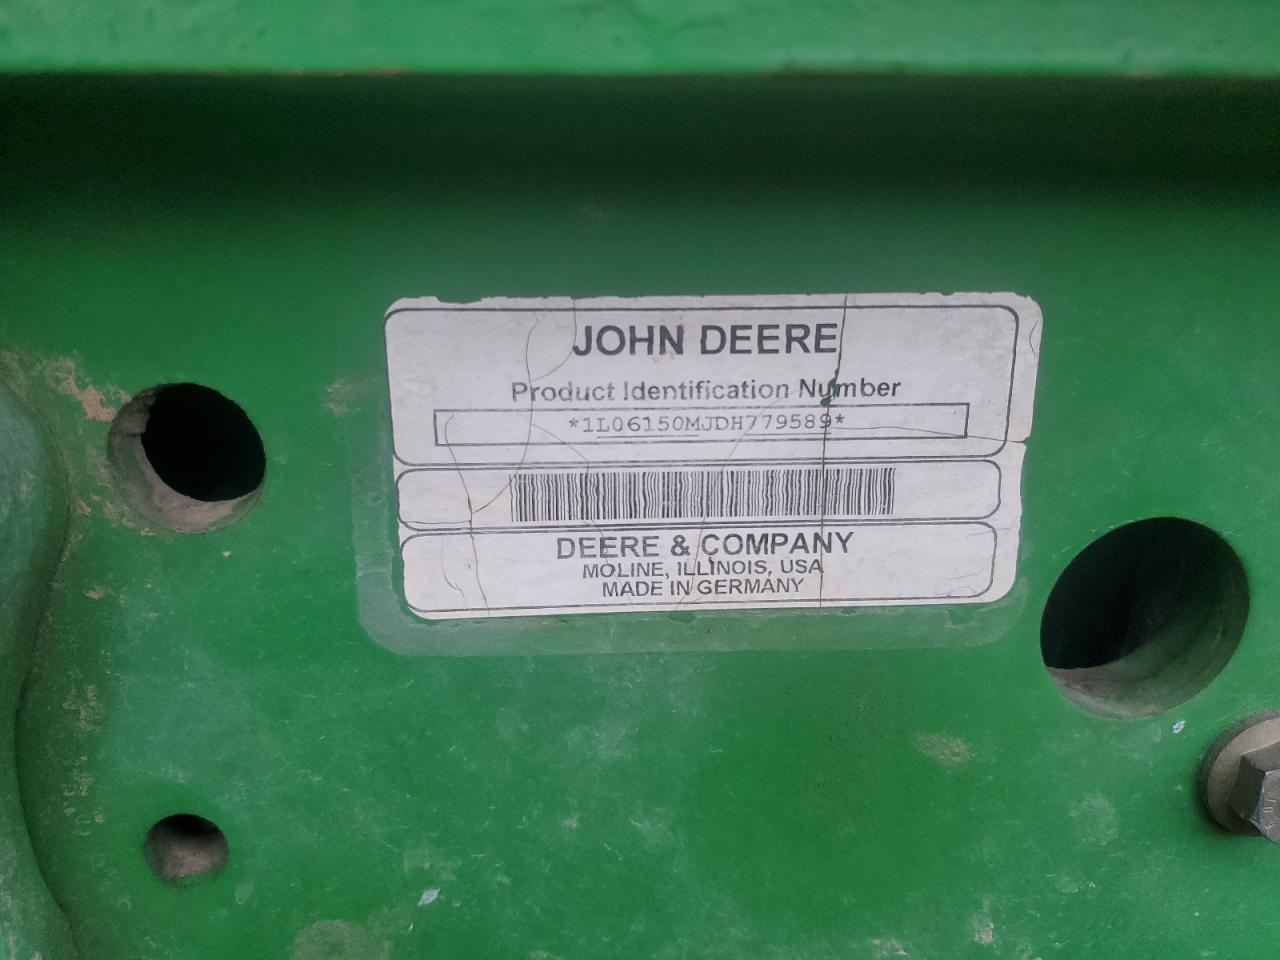 JOHN DEERE
Product Identification Number
*1L06150MJDH779589*
DEERE & COMPANY
MOLINE, ILLINOIS, USA
MADE IN GERMANY